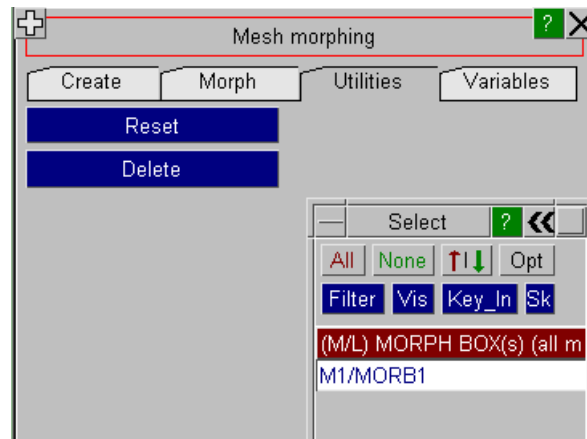 ? X
Mesh morphing
Create Morph Utilities Variables
Reset
Delete
Select ?
All None Opt
Filter Vis Key_In Sk
(M/L) MORPH BOX(s) (all m
M1/MORB1